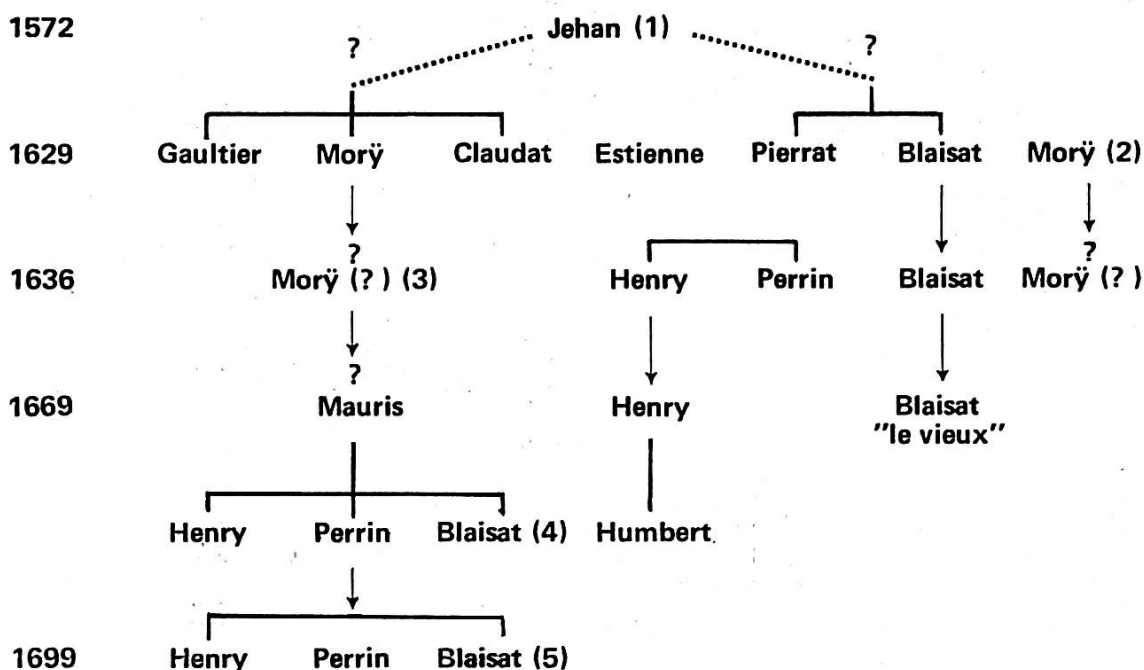 1572 ? Jehan (1) ?
1629 Gaultier Morÿ Claudat Estienne Pierrat Blaisat Morÿ (2)
? ?
1636 Morÿ (? ) (3) Henry Perrin Blaisat Morÿ (? )
?
1669 Mauris Henry Blaisat
"le vieux"
Henry Perrin Blaisat (4) Humbert
1699 Henry Perrin Blaisat (5)